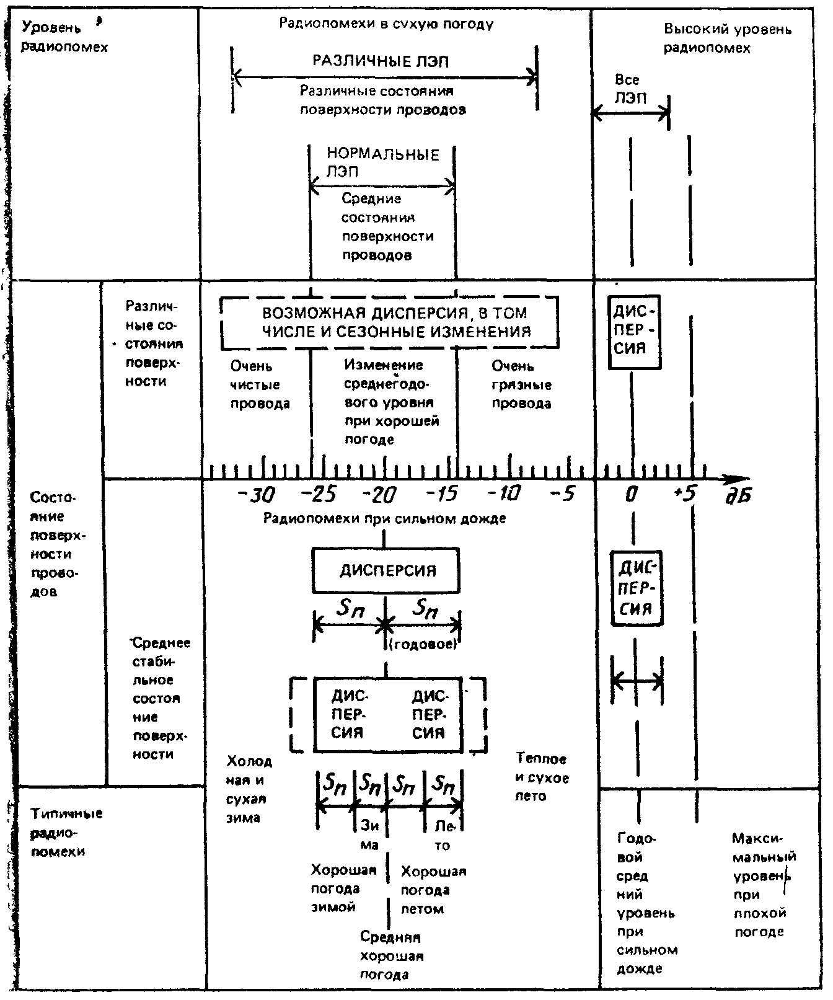 Уровень
радиопомех
Радиопомехи в сухую погоду
РАЗЛИЧНЫЕ ЛЭП
Различные состояния
поверхности проводов
НОРМАЛЬНЫЕ
ЛЭП
Средние
состояния
поверхности
проводов
Высокий уровень
радиопомех
Все
ЛЭП
Различ-
ные со-
стояния
поверх-
ности
ВОЗМОЖНАЯ ДИСПЕРСИЯ, В ТОМ
ЧИСЛЕ И СЕЗОННЫЕ ИЗМЕНЕНИЯ
Очень
чистые
провода
Изменение
среднегодо-
вого уровня
при хорошей
погоде
Очень
грязные
провода
ДИС-
ПЕР-
СИЯ
-30 -25 -20 -15 -10 -5 0 +5 дБ
Состо-
яние
поверх-
ности
прово-
дов
Радиопомехи при сильном дожде
ДИСПЕРСИЯ
Sп Sп
(годовое)
ДИС-
ПЕР-
СИЯ
Среднее
стаби-
льное
состоя
ние
поверх-
ности
ДИС-
ПЕР-
СИЯ
ДИС-
ПЕР-
СИЯ
Холод
ная и
сухая
зима
Теплое
и сухое
лето
Sп Sп Sп Sп
Зи
ма
Ле-
то
Типичные
радио-
помехи
Хорошая
погода
зимой
Хорошая
погода
летом
Средняя
хорошая
погода
Годо-
вой
сред
ний
уровень
при
сильном
дожде
Макси-
мальный
уровень
при
плохой
погоде